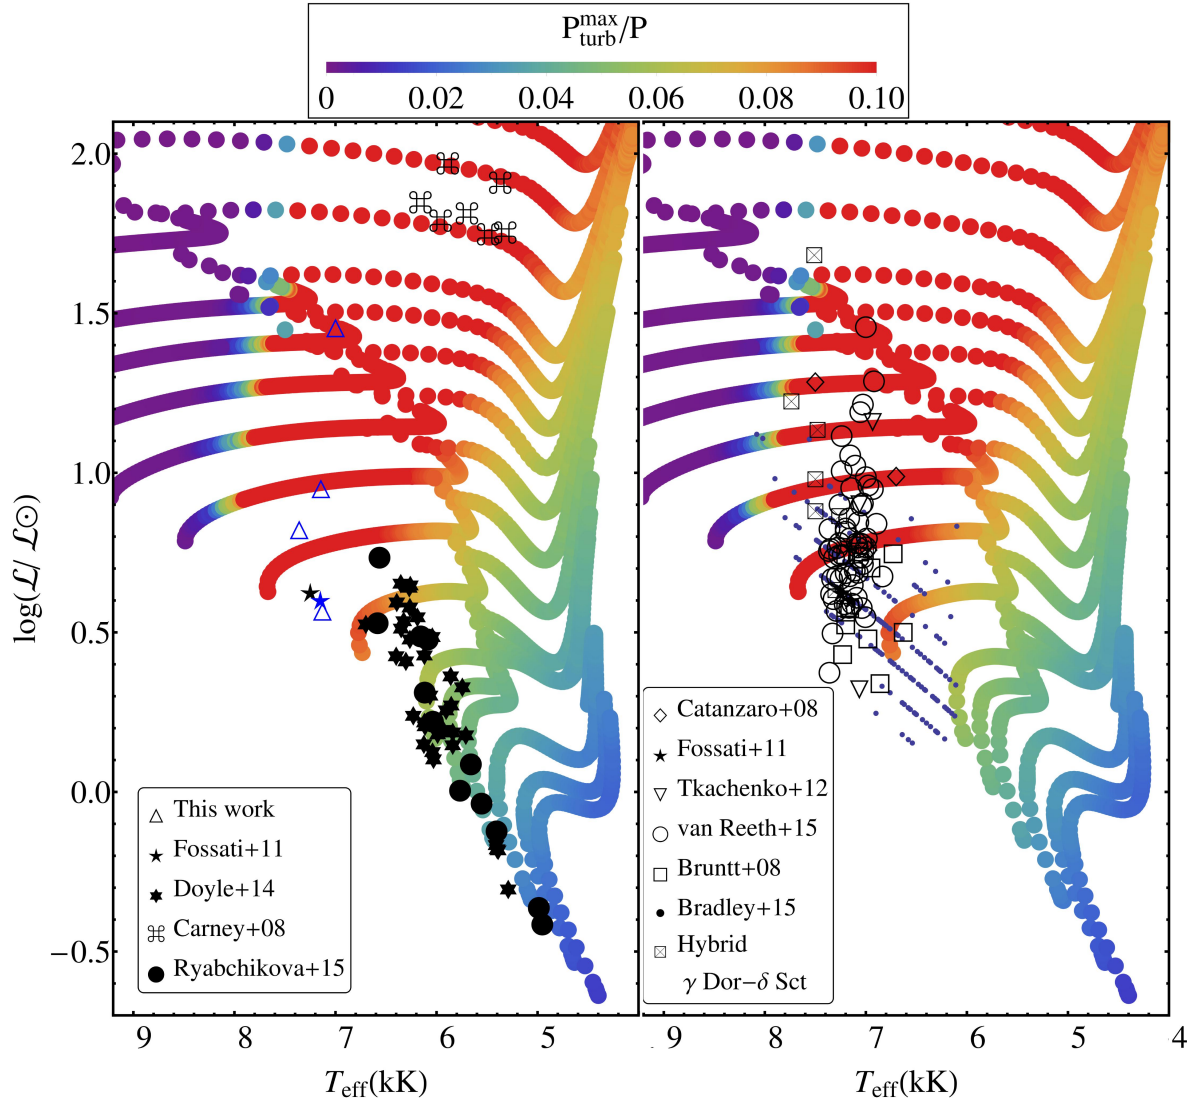 P_turb^max/P
0 0.02 0.04 0.06 0.08 0.10
log(ℒ/ ℒ⊙)
2.0
1.5
1.0
0.5
0.0
−0.5
This work
Fossati+11
Doyle+14
Carney+08
Ryabchikova+15
Catanzaro+08
Fossati+11
Tkachenko+12
van Reeth+15
Bruntt+08
Bradley+15
Hybrid
γ Dor−δ Sct
9 8 7 6 5
9 8 7 6 5 4
T_eff(kK)
T_eff(kK)